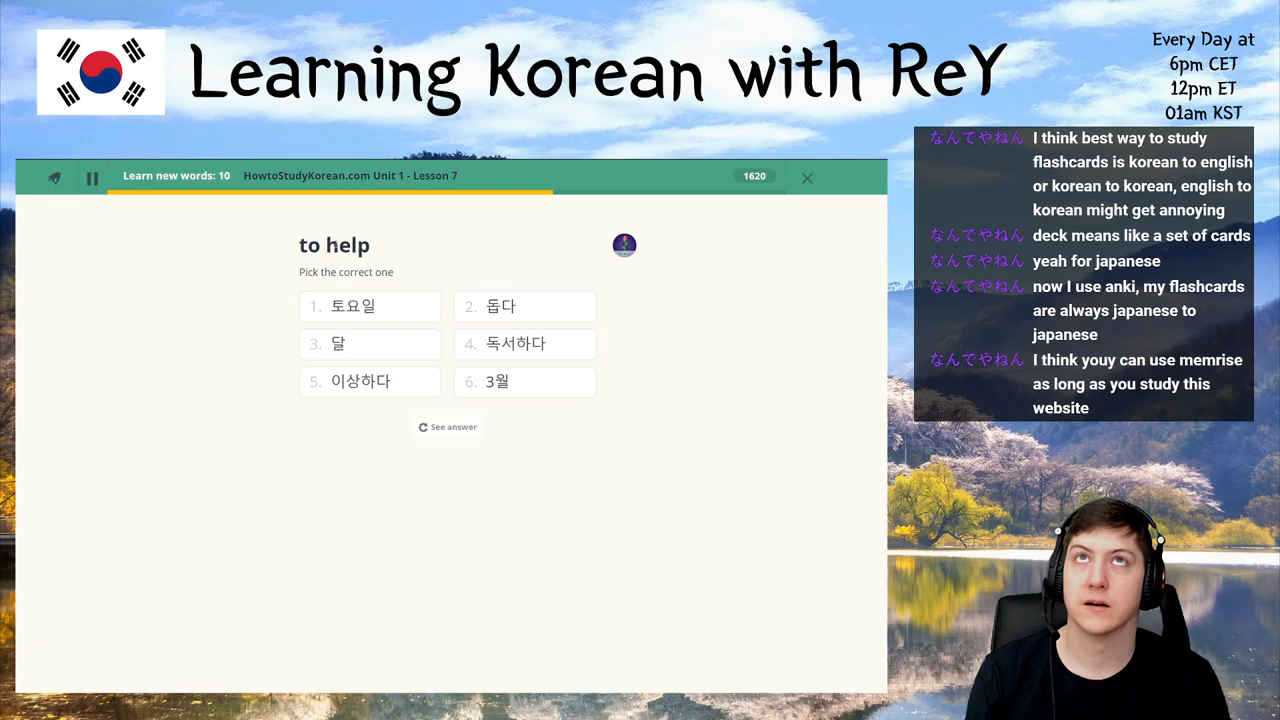 Learning Korean with ReY
Every Day at
6pm CET
12pm ET
01am KST
Learn new words: 10 HowtoStudyKorean.com Unit 1 - Lesson 7 1620
to help
Pick the correct one
1. 토요일
2. 돕다
3. 달
4. 독서하다
5. 이상하다
6. 3월
See answer
なんでやねん I think best way to study
flashcards is korean to english
or korean to korean, english to
korean might get annoying
なんでやねん deck means like a set of cards
なんでやねん yeah for japanese
なんでやねん now I use anki, my flashcards
are always japanese to
japanese
なんでやねん I think youy can use memrise
as long as you study this
website